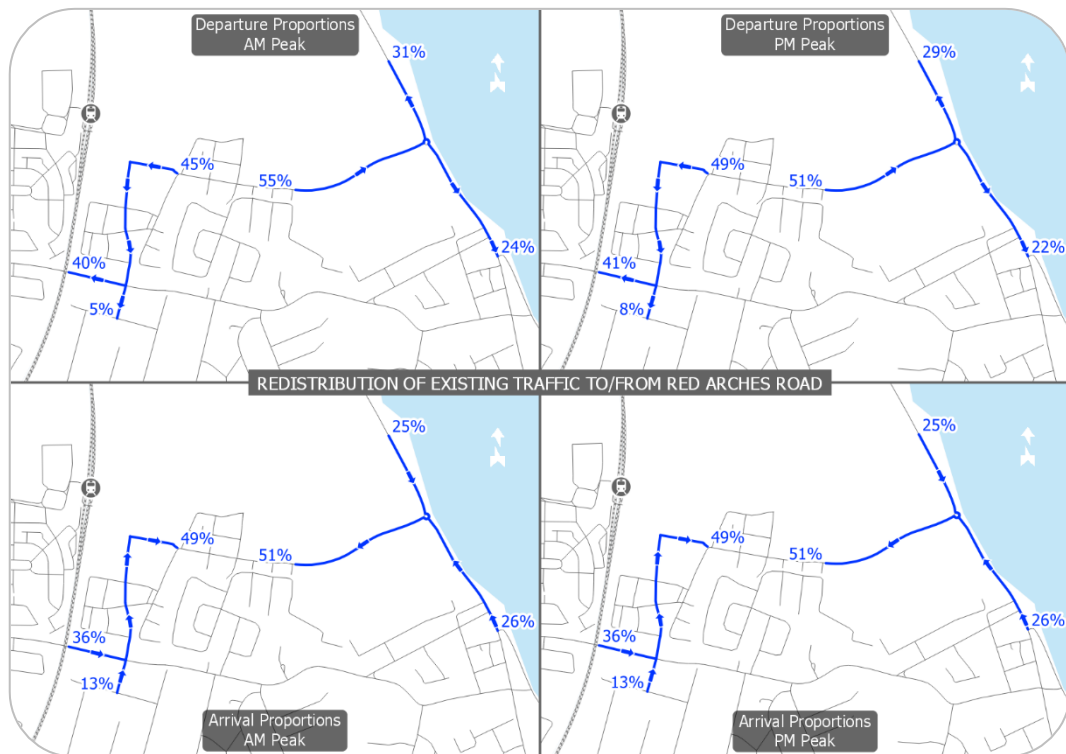 Departure Proportions
AM Peak
31%
45%
55%
24%
40%
5%
Departure Proportions
PM Peak
29%
49%
51%
22%
41%
8%
REDISTRIBUTION OF EXISTING TRAFFIC TO/FROM RED ARCHES ROAD
25%
49%
51%
26%
36%
13%
Arrival Proportions
AM Peak
25%
49%
51%
26%
36%
13%
Arrival Proportions
PM Peak